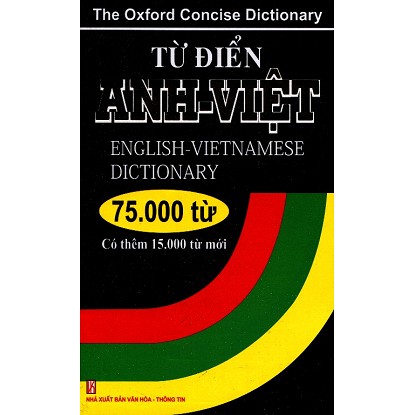 The Oxford Concise Dictionary
TỪ ĐIỂN
ANH-VIỆT
ENGLISH-VIETNAMESE
DICTIONARY
75.000 từ
Có thêm 15.000 từ mới
NHÀ XUẤT BẢN VĂN HÓA - THÔNG TIN